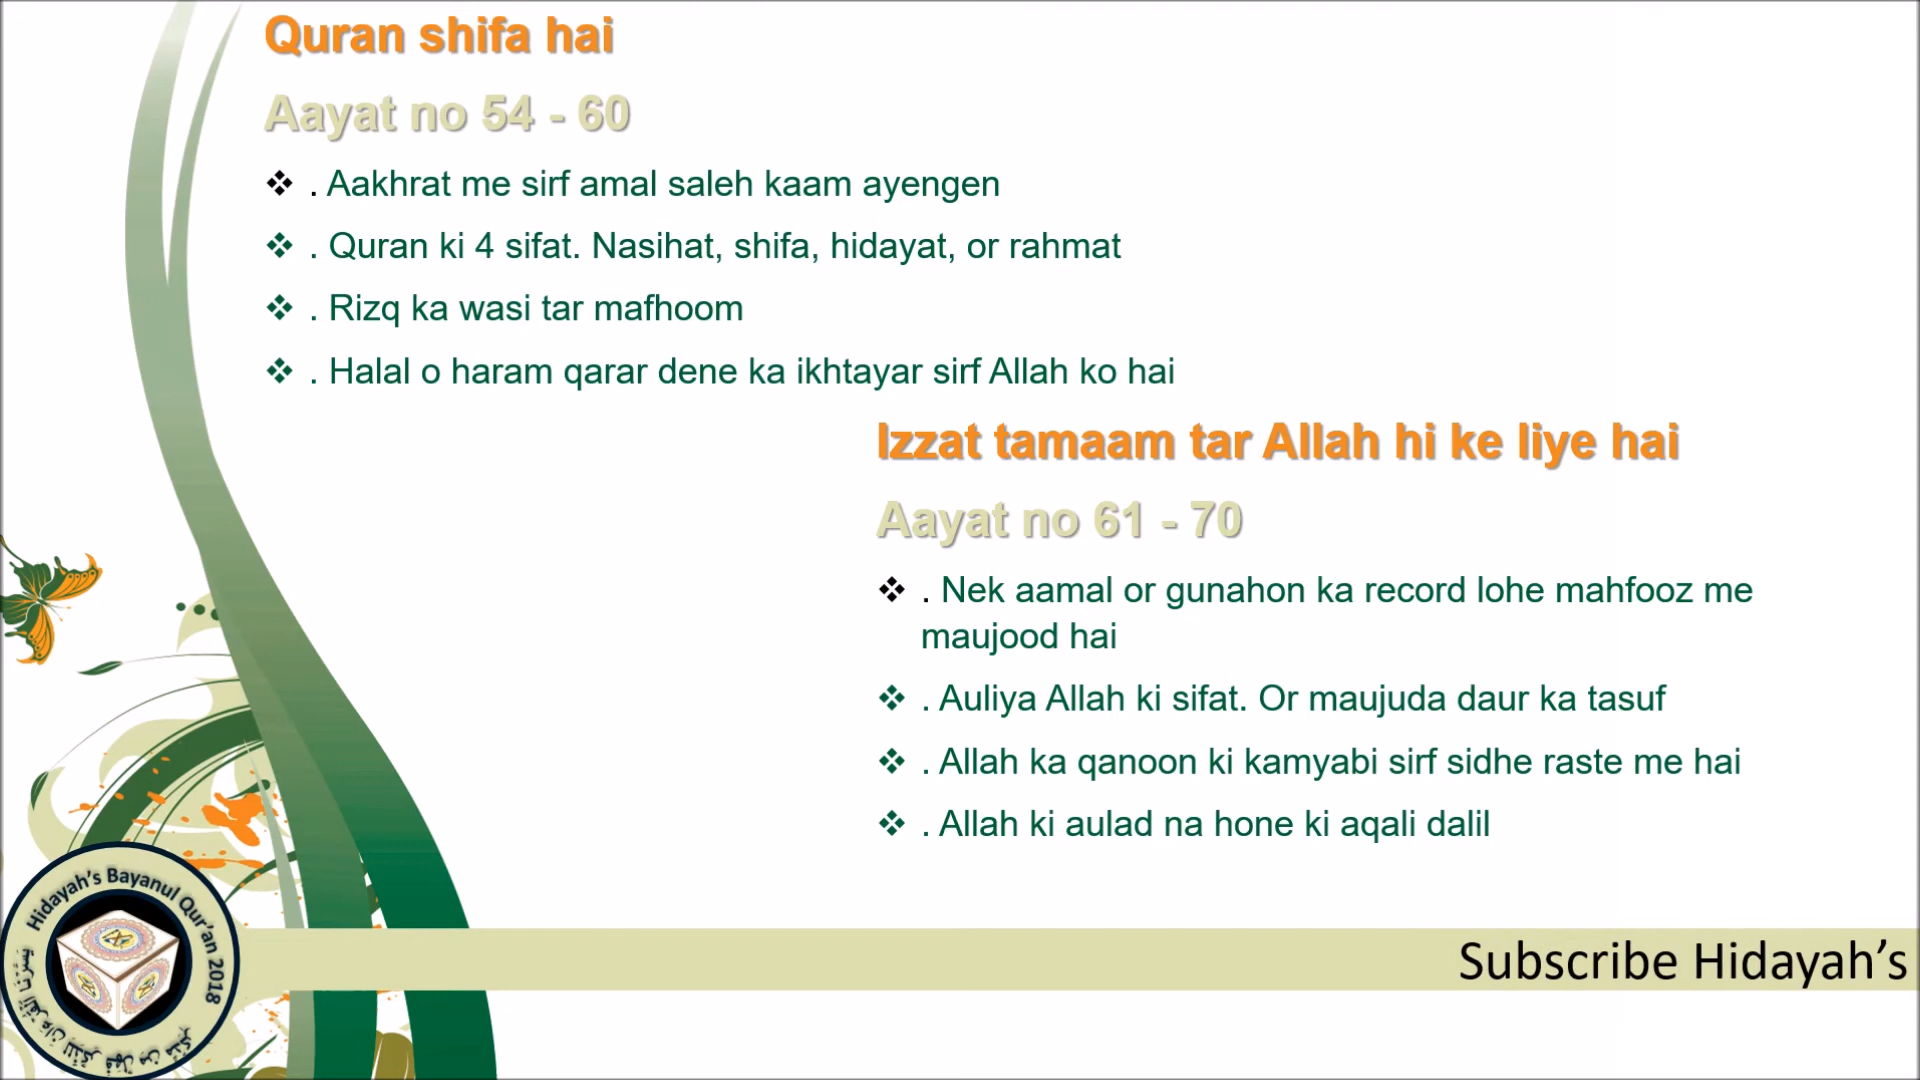 Quran shifa hai
Aayat no 54 - 60
❖ . Aakhrat me sirf amal saleh kaam ayengen
❖ . Quran ki 4 sifat. Nasihat, shifa, hidayat, or rahmat
❖ . Rizq ka wasi tar mafhoom
❖ . Halal o haram qarar dene ka ikhtayar sirf Allah ko hai
Izzat tamaam tar Allah hi ke liye hai
Aayat no 61 - 70
❖ . Nek aamal or gunahon ka record lohe mahfooz me
maujood hai
❖ . Auliya Allah ki sifat. Or maujuda daur ka tasuf
❖ . Allah ka qanoon ki kamyabi sirf sidhe raste me hai
❖ . Allah ki aulad na hone ki aqali dalil
Hidayah's Bayanul Qur'an 2018
Subscribe Hidayah's